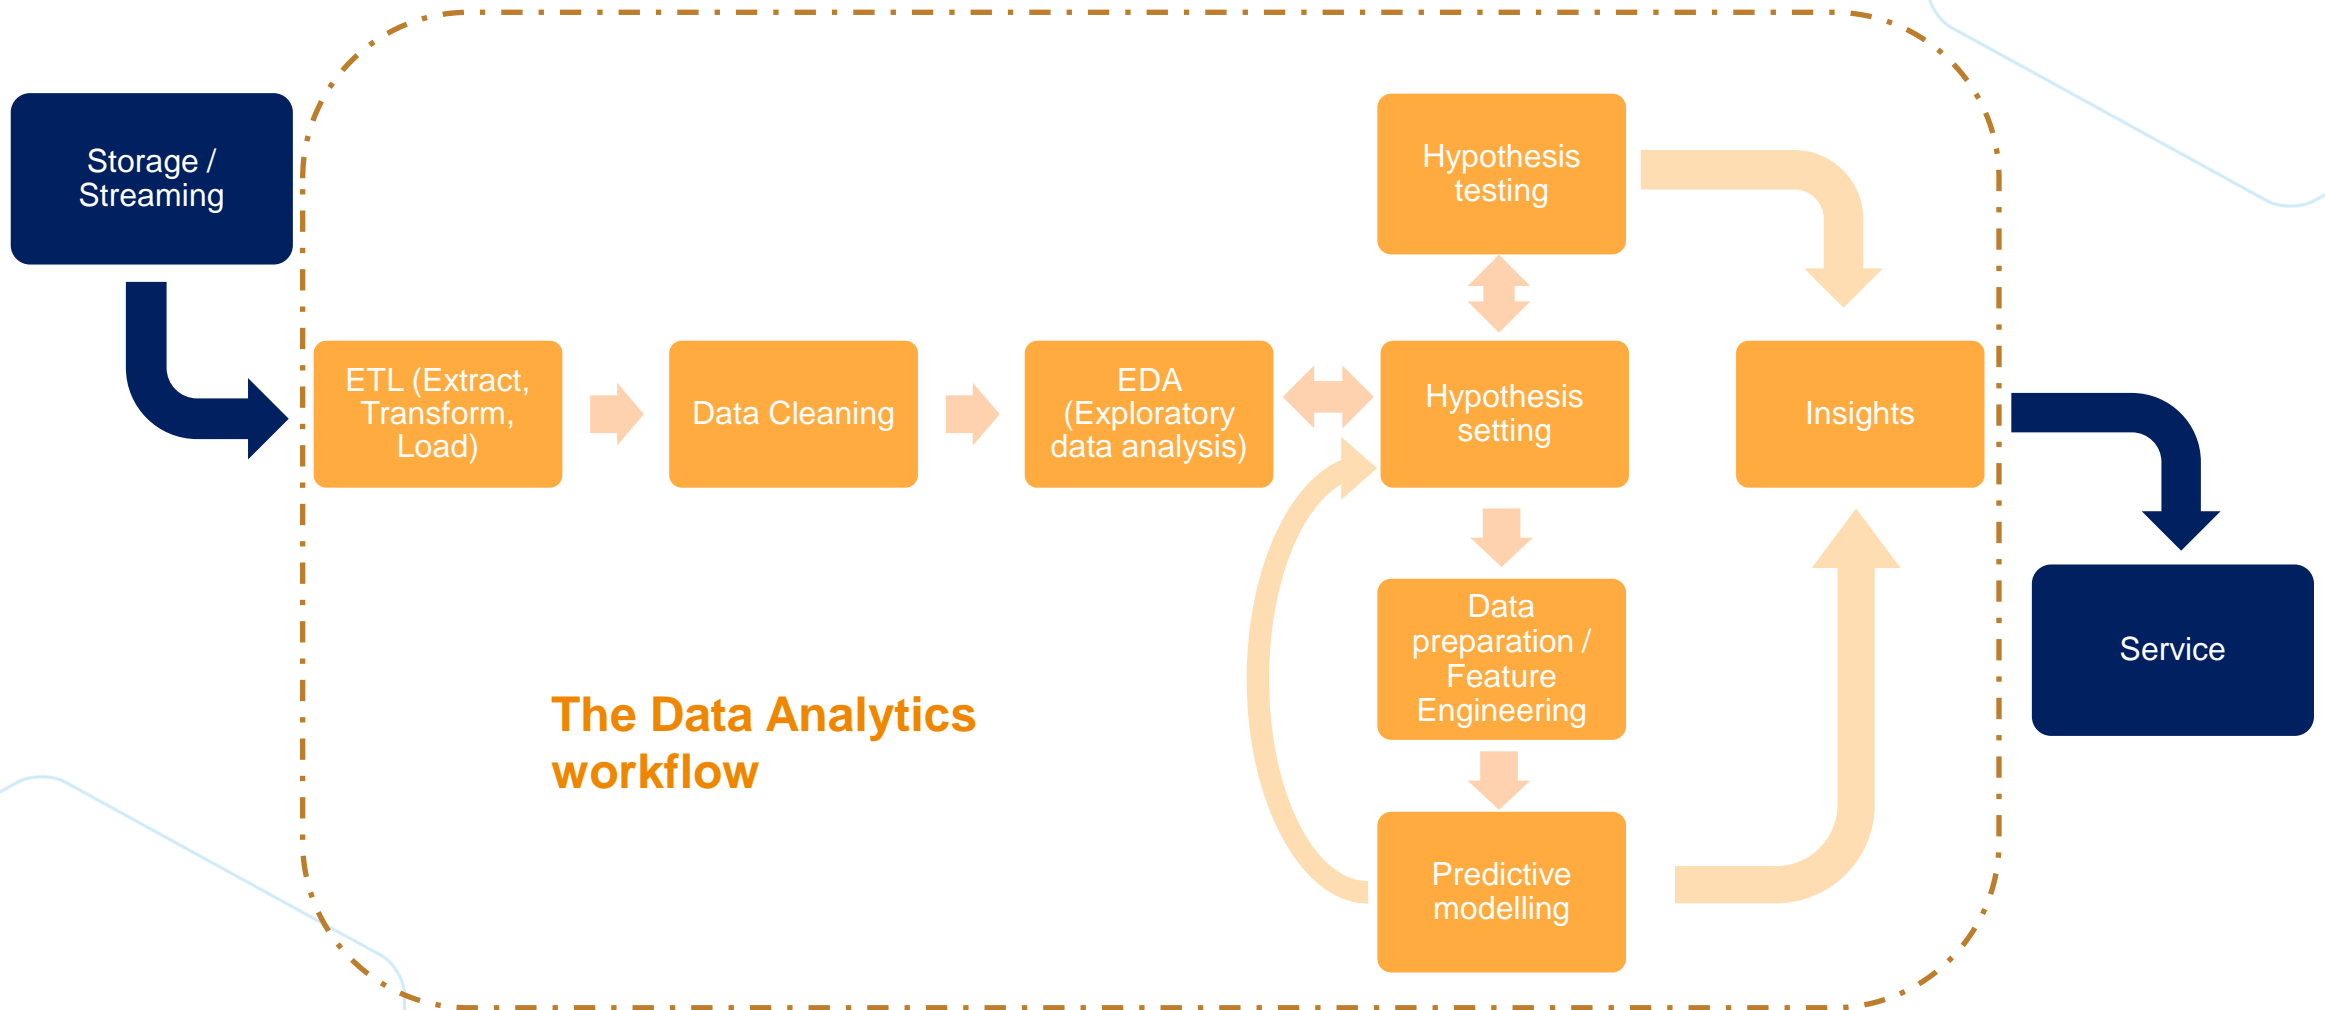 Storage /
Streaming
Hypothesis
testing
ETL (Extract,
Transform,
Load)
Data Cleaning
EDA
(Exploratory
data analysis)
Hypothesis
setting
Insights
Data
preparation /
Feature
Engineering
Service
The Data Analytics
workflow
Predictive
modelling